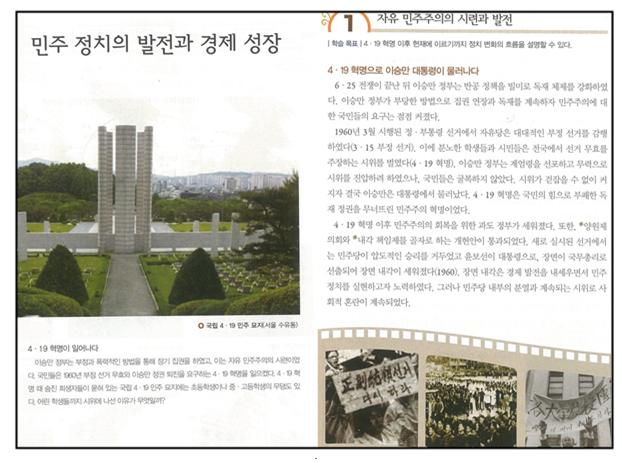 민주 정치의 발전과 경제 성장
국립 4·19 민주 묘지(서울 수유동)
4·19 혁명이 일어나다
이승만 정부는 부정과 폭력적인 방법을 통해 장기 집권을 하였고, 이는 자유 민주주의의 시련이었
다. 국민들은 1960년 부정 선거 무효와 이승만 정권 퇴진을 요구하는 4·19 혁명을 일으켰다. 4·19 혁
명 때 숨진 희생자들이 묻혀 있는 국립 4·19 민주 묘지에는 초등학생이나 중·고등학생의 무덤도 있
다. 어린 학생들까지 시위에 나선 이유가 무엇일까?
1 자유 민주주의의 시련과 발전
| 학습 목표 | 4·19 혁명 이후 현재에 이르기까지 정치 변화의 흐름을 설명할 수 있다.
4·19 혁명으로 이승만 대통령이 물러나다
6·25 전쟁이 끝난 뒤 이승만 정부는 반공 정책을 빌미로 독재 체제를 강화하였
다. 이승만 정부가 부당한 방법으로 집권 연장과 독재를 계속하자 민주주의에 대
한 국민들의 요구는 점점 커졌다.
1960년 3월 시행된 정·부통령 선거에서 자유당은 대대적인 부정 선거를 감행
하였다(3·15 부정 선거). 이에 분노한 학생들과 시민들은 전국에서 선거 무효를
주장하는 시위를 벌였다(4·19 혁명). 이승만 정부는 계엄령을 선포하고 무력으로
시위를 진압하려 하였으나, 국민들은 굴복하지 않았다. 시위가 걷잡을 수 없이 커
지자 결국 이승만은 대통령에서 물러났다. 4·19 혁명은 국민의 힘으로 부패한 독
재 정권을 무너뜨린 민주주의 혁명이었다.
4·19 혁명 이후 민주주의의 회복을 위한 과도 정부가 세워졌다. 또한, *양원제
의회와 *내각 책임제를 골자로 하는 개헌안이 통과되었다. 새로 실시된 선거에서
는 민주당이 압도적인 승리를 거두었고 윤보선이 대통령으로, 장면이 국무총리로
선출되어 장면 내각이 세워졌다(1960). 장면 내각은 경제 발전을 내세우면서 민주
정치를 실현하고자 노력하였다. 그러나 민주당 내부의 분열과 계속되는 시위로 사
회적 혼란이 계속되었다.
正副統領선거
다시 하라